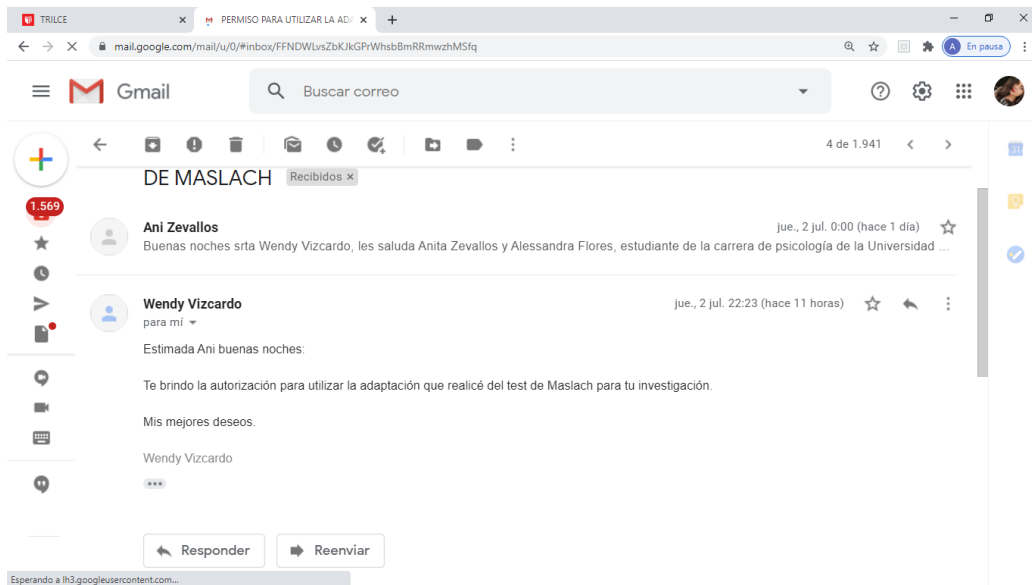 TRILCE
PERMISO PARA UTILIZAR LA ADA
mail.google.com/mail/u/0/#inbox/FFNDWLvsZbKJkGPrWhsbBmRRmwzhMSfq
A En pausa
Gmail
Buscar correo
4 de 1.941
31
DE MASLACH Recibidos ×
1.569
Ani Zevallos jue., 2 jul. 0:00 (hace 1 día)
Buenas noches srta Wendy Vizcardo, les saluda Anita Zevallos y Alessandra Flores, estudiante de la carrera de psicología de la Universidad ...
Wendy Vizcardo jue., 2 jul. 22:23 (hace 11 horas)
para mí
Estimada Ani buenas noches:
Te brindo la autorización para utilizar la adaptación que realicé del test de Maslach para tu investigación.
Mis mejores deseos.
Wendy Vizcardo
Responder Reenviar
Esperando a lh3.googleusercontent.com...